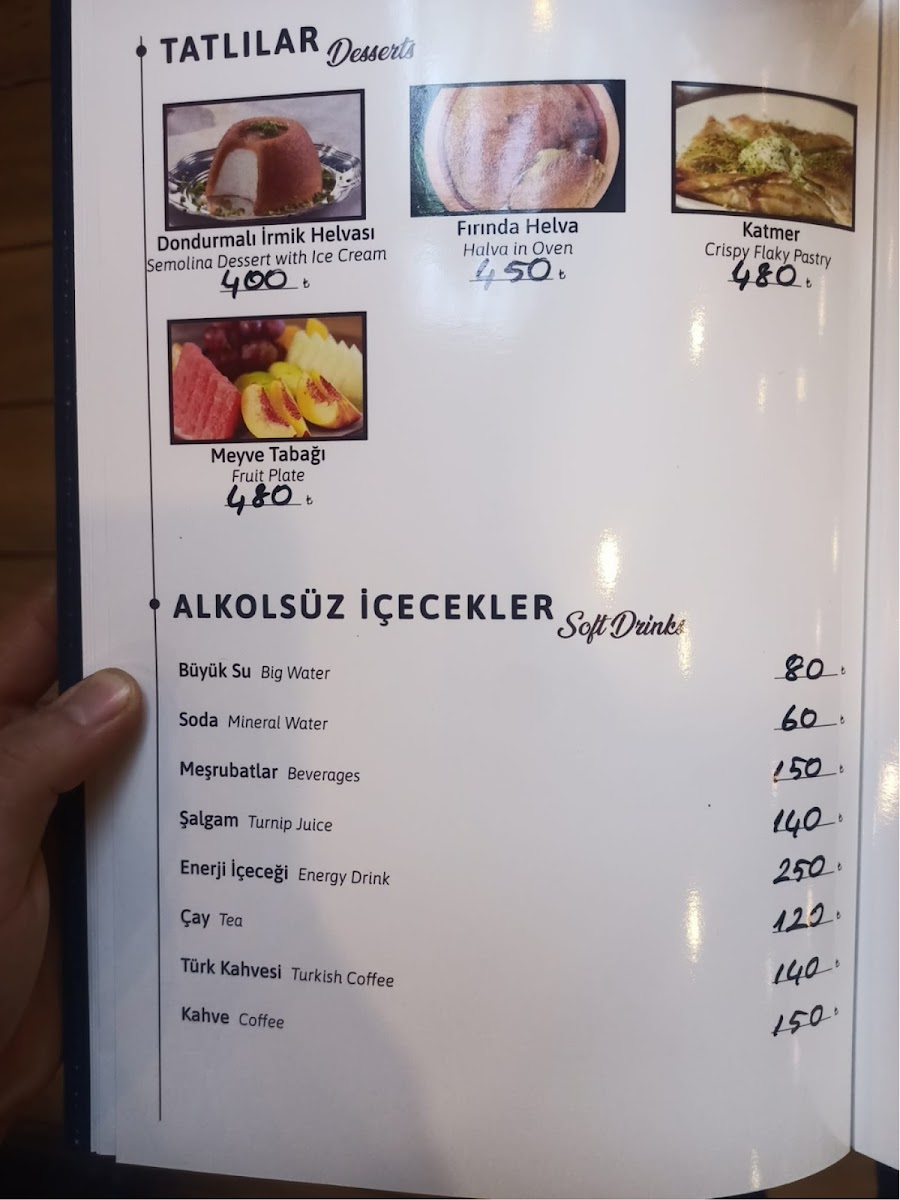 TATLILAR Desserts
Dondurmalı İrmik Helvası
Semolina Dessert with Ice Cream
400 ₺
Fırında Helva
Halva in Oven
450 ₺
Katmer
Crispy Flaky Pastry
480 ₺
Meyve Tabağı
Fruit Plate
480 ₺
ALKOLSÜZ İÇECEKLER Soft Drinks
Büyük Su Big Water 80 ₺
Soda Mineral Water 60 ₺
Meşrubatlar Beverages 150 ₺
Şalgam Turnip Juice 140 ₺
Enerji İçeceği Energy Drink 250 ₺
Çay Tea 120 ₺
Türk Kahvesi Turkish Coffee 140 ₺
Kahve Coffee 150 ₺